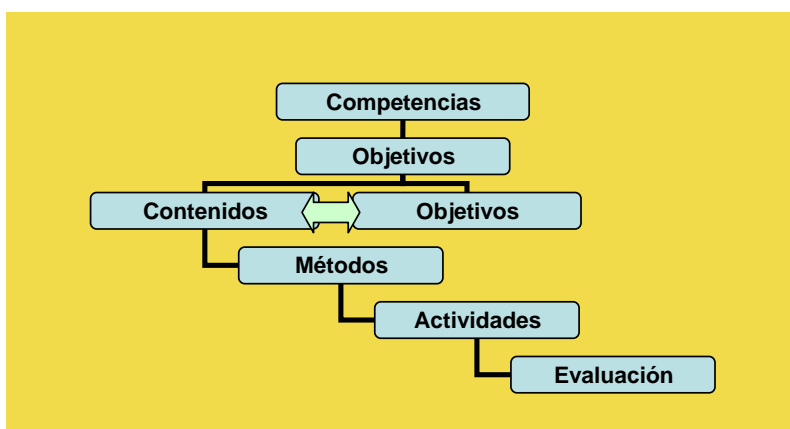 Competencias
Objetivos
Contenidos
Objetivos
Métodos
Actividades
Evaluación